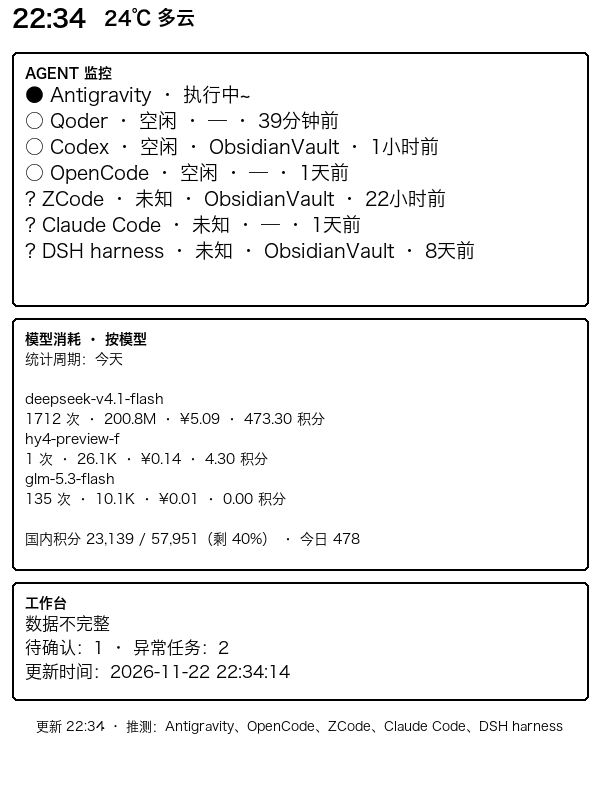 22:34 24℃ 多云
AGENT 监控
● Antigravity · 执行中~
○ Qoder · 空闲 · — · 39分钟前
○ Codex · 空闲 · ObsidianVault · 1小时前
○ OpenCode · 空闲 · — · 1天前
? ZCode · 未知 · ObsidianVault · 22小时前
? Claude Code · 未知 · — · 1天前
? DSH harness · 未知 · ObsidianVault · 8天前
模型消耗 · 按模型
统计周期：今天
deepseek-v4.1-flash
1712 次 · 200.8M · ¥5.09 · 473.30 积分
hy4-preview-f
1 次 · 26.1K · ¥0.14 · 4.30 积分
glm-5.3-flash
135 次 · 10.1K · ¥0.01 · 0.00 积分
国内积分 23,139 / 57,951（剩 40%） · 今日 478
工作台
数据不完整
待确认：1 · 异常任务：2
更新时间：2026-11-22 22:34:14
更新 22:34 · 推测：Antigravity、OpenCode、ZCode、Claude Code、DSH harness